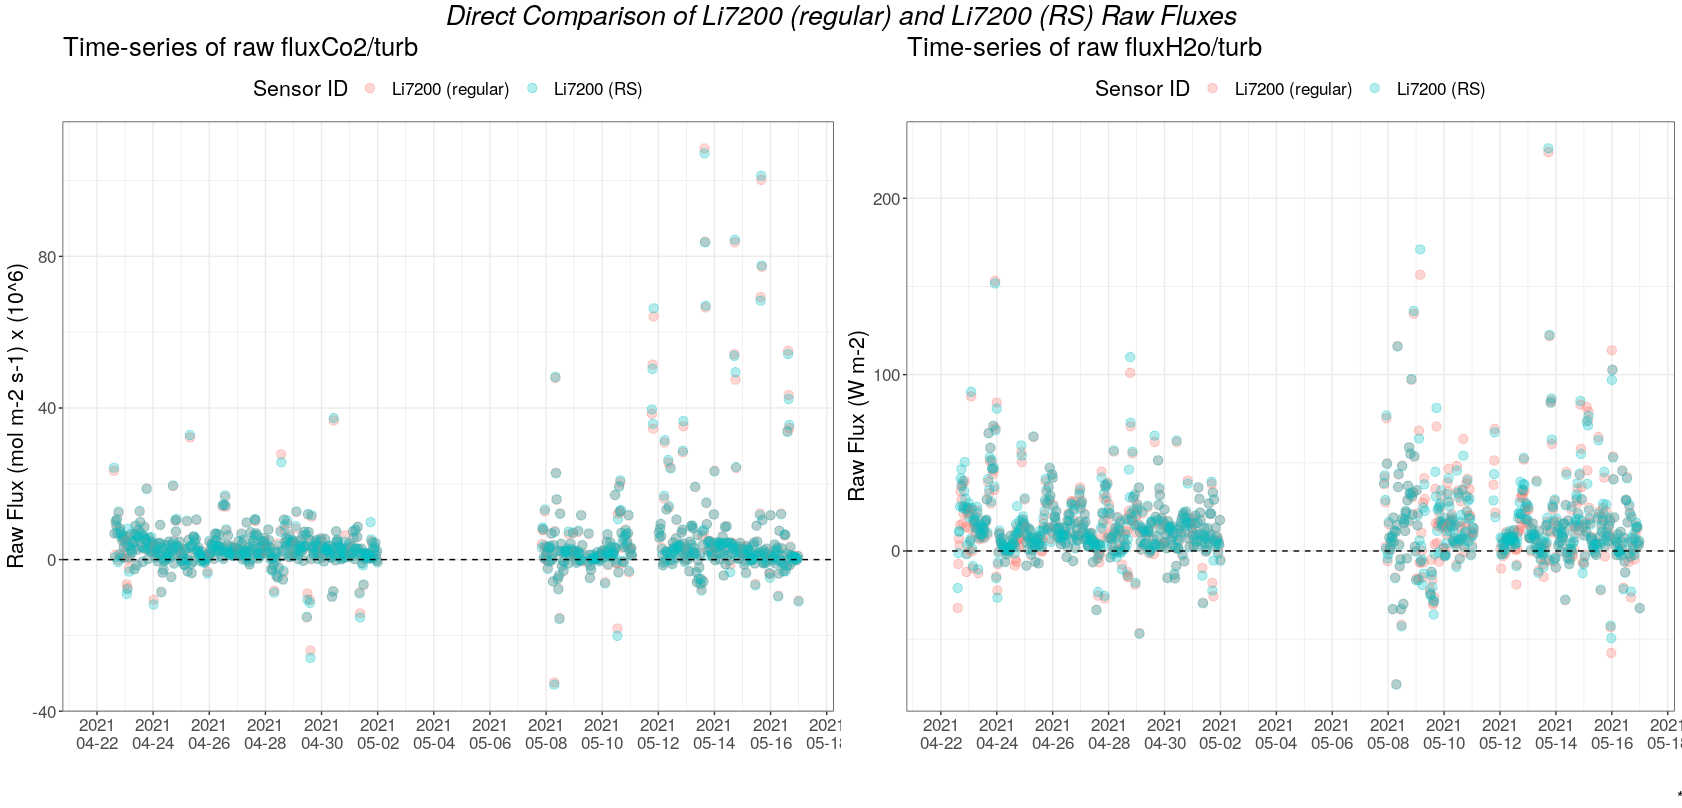 Direct Comparison of Li7200 (regular) and Li7200 (RS) Raw Fluxes
Time-series of raw fluxCo2/turb
Sensor ID Li7200 (regular) Li7200 (RS)
Raw Flux (mol m-2 s-1) x (10^6)
80
40
0
-40
2021 2021 2021 2021 2021 2021 2021 2021 2021 2021 2021 2021 2021 2021
04-22 04-24 04-26 04-28 04-30 05-02 05-04 05-06 05-08 05-10 05-12 05-14 05-16 05-18
Time-series of raw fluxH2o/turb
Sensor ID Li7200 (regular) Li7200 (RS)
Raw Flux (W m-2)
200
100
0
2021 2021 2021 2021 2021 2021 2021 2021 2021 2021 2021 2021 2021 2021
04-22 04-24 04-26 04-28 04-30 05-02 05-04 05-06 05-08 05-10 05-12 05-14 05-16 05-18
*